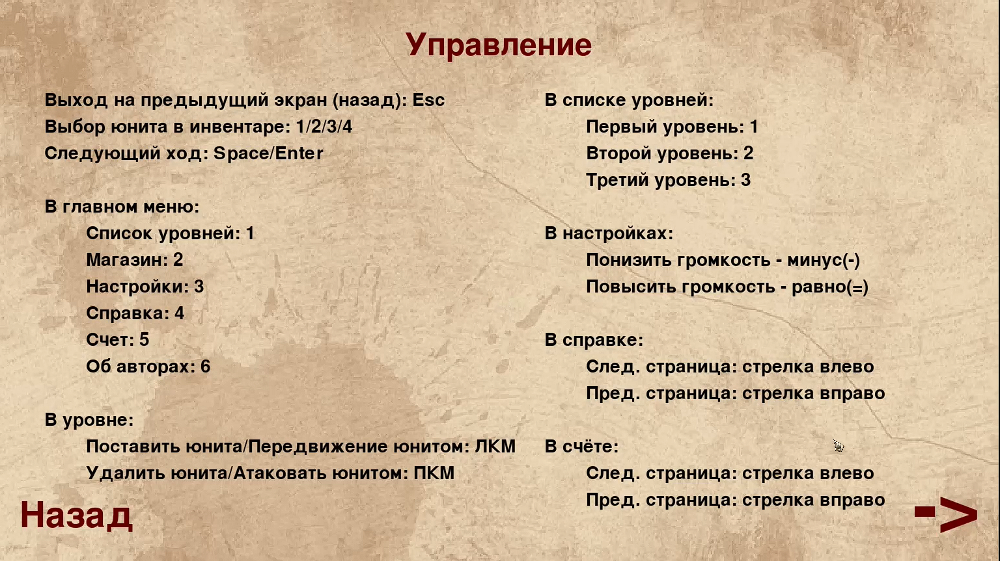 Управление
Выход на предыдущий экран (назад): Esc
Выбор юнита в инвентаре: 1/2/3/4
Следующий ход: Space/Enter
В главном меню:
Список уровней: 1
Магазин: 2
Настройки: 3
Справка: 4
Счет: 5
Об авторах: 6
В уровне:
Поставить юнита/Передвижение юнитом: ЛКМ
Удалить юнита/Атаковать юнитом: ПКМ
В списке уровней:
Первый уровень: 1
Второй уровень: 2
Третий уровень: 3
В настройках:
Понизить громкость - минус(-)
Повысить громкость - равно(=)
В справке:
След. страница: стрелка влево
Пред. страница: стрелка вправо
В счёте:
След. страница: стрелка влево
Пред. страница: стрелка вправо
Назад
->